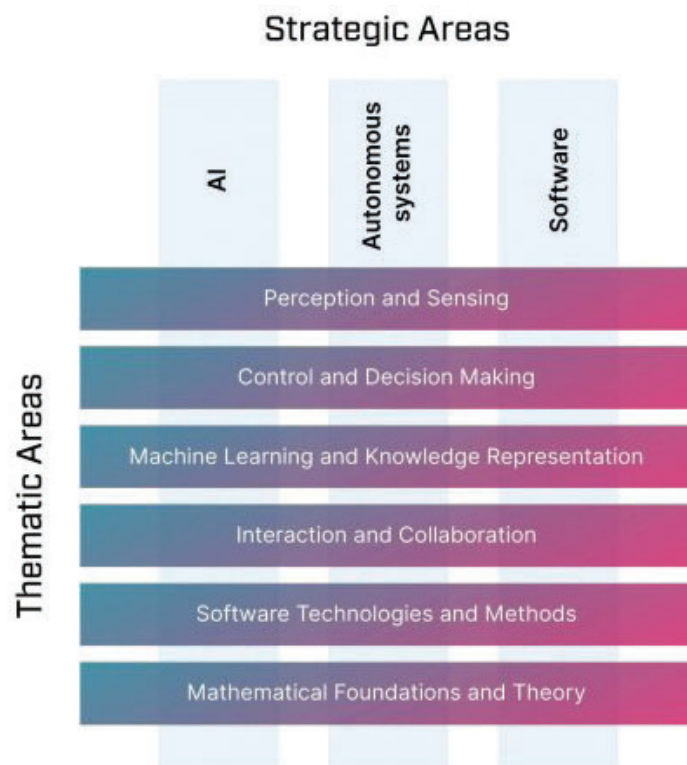 Strategic Areas
AI
Autonomous
systems
Software
Thematic Areas
Perception and Sensing
Control and Decision Making
Machine Learning and Knowledge Representation
Interaction and Collaboration
Software Technologies and Methods
Mathematical Foundations and Theory